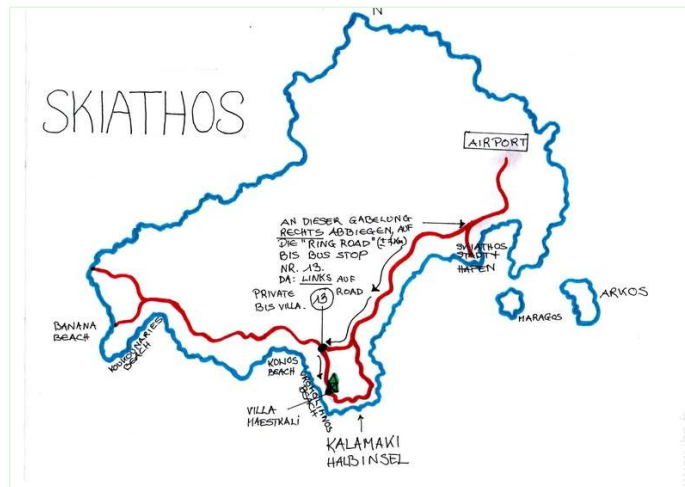 N
SKIATHOS
AIRPORT
AN DIESER GABELUNG
RECHTS ABBIEGEN, AUF
DIE "RING ROAD"
BIS BUS STOP
NR. 13.
DA: LINKS AUF
PRIVATE ROAD
BIS VILLA.
13
SKIATHOS
STADT +
HAFEN
MARAGOS
ARKOS
BANANA
BEACH
KOUKOUNARIES
BEACH
KONOS
BEACH
BEACH
VILLA
MAESTRALI
KALAMAKI
HALBINSEL